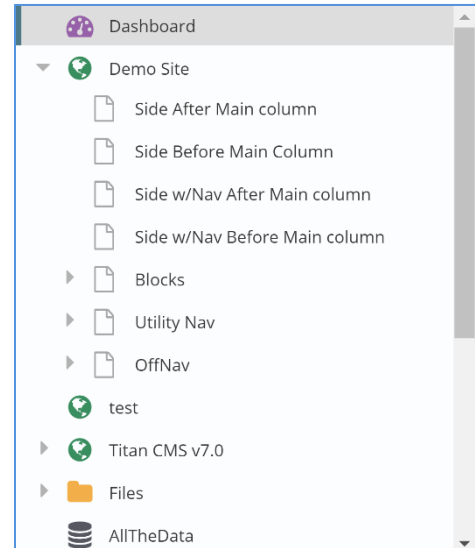 Dashboard
Demo Site
Side After Main column
Side Before Main Column
Side w/Nav After Main column
Side w/Nav Before Main column
Blocks
Utility Nav
OffNav
test
Titan CMS v7.0
Files
AllTheData